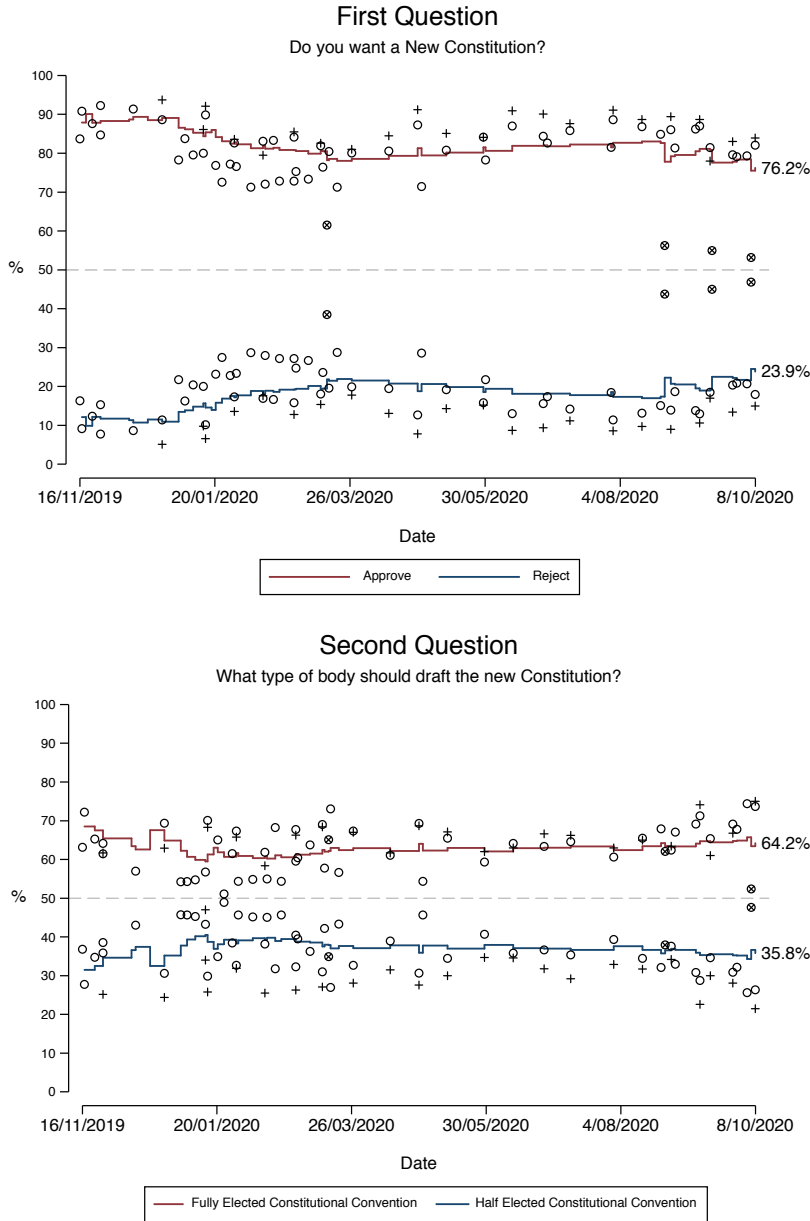 First Question
Do you want a New Constitution?
100
90
80
76.2%
70
60
%
50
40
30
23.9%
20
10
0
16/11/2019 20/01/2020 26/03/2020 30/05/2020 4/08/2020 8/10/2020
Date
Approve Reject
Second Question
What type of body should draft the new Constitution?
100
90
80
70
64.2%
60
%
50
40
35.8%
30
20
10
0
16/11/2019 20/01/2020 26/03/2020 30/05/2020 4/08/2020 8/10/2020
Date
Fully Elected Constitutional Convention Half Elected Constitutional Convention